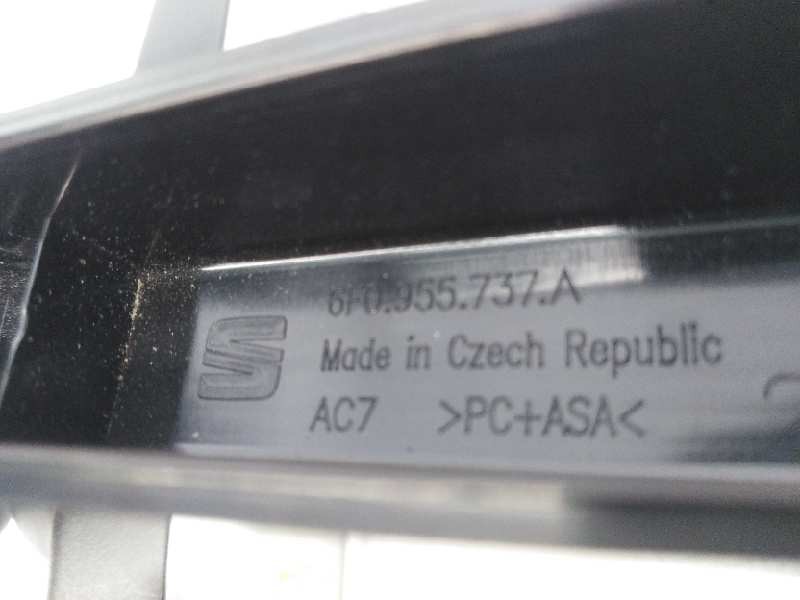 6F0.955.737.A
Made in Czech Republic
AC7 >PC+ASA<